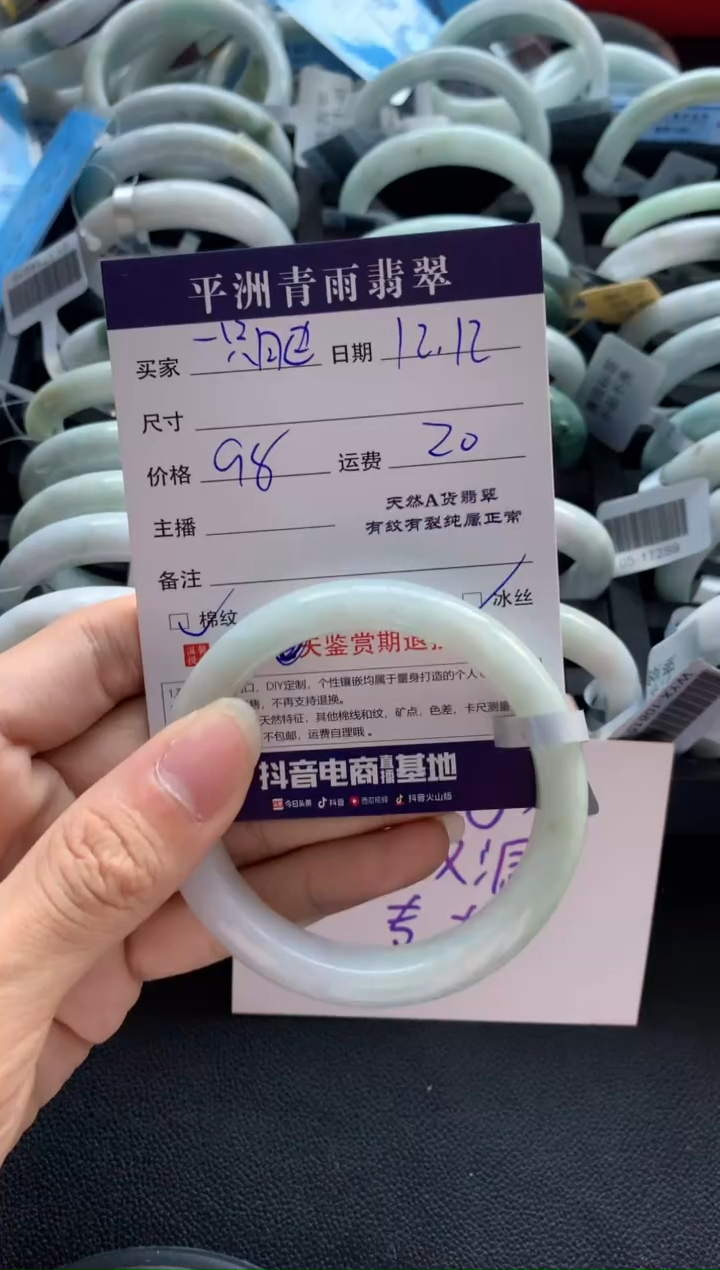 平洲青雨翡翠
买家 日期 12.12
尺寸
价格 98 运费 20
天然A货翡翠
主播 有纹有裂纯属正常
备注
棉纹 冰丝
天鉴赏期退
口，DIY定制，个性镶嵌均属于量身打造的个人
售，不再支持退换。
天然特征，其他棉线和纹，矿点，色差，卡尺测量
不包邮，运费自理哦。
抖音电商直播基地
今日头条 抖音 西瓜视频 抖音火山版
05-17289